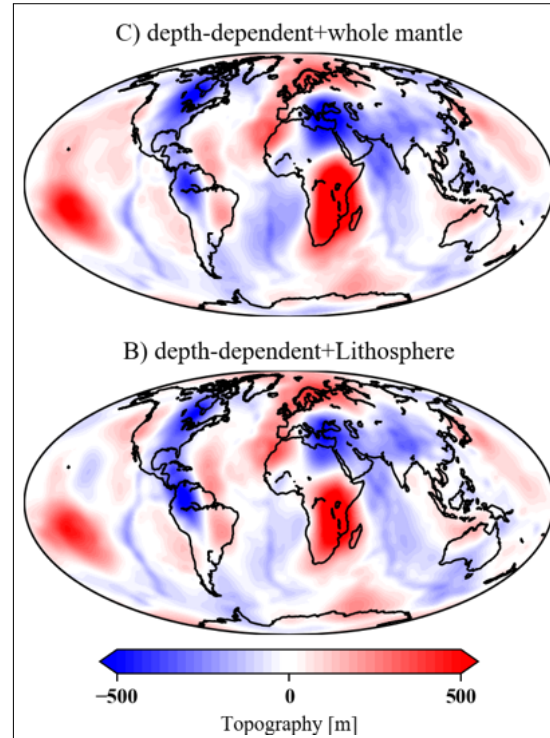 C) depth-dependent+whole mantle
B) depth-dependent+Lithosphere
−500 0 500
Topography [m]